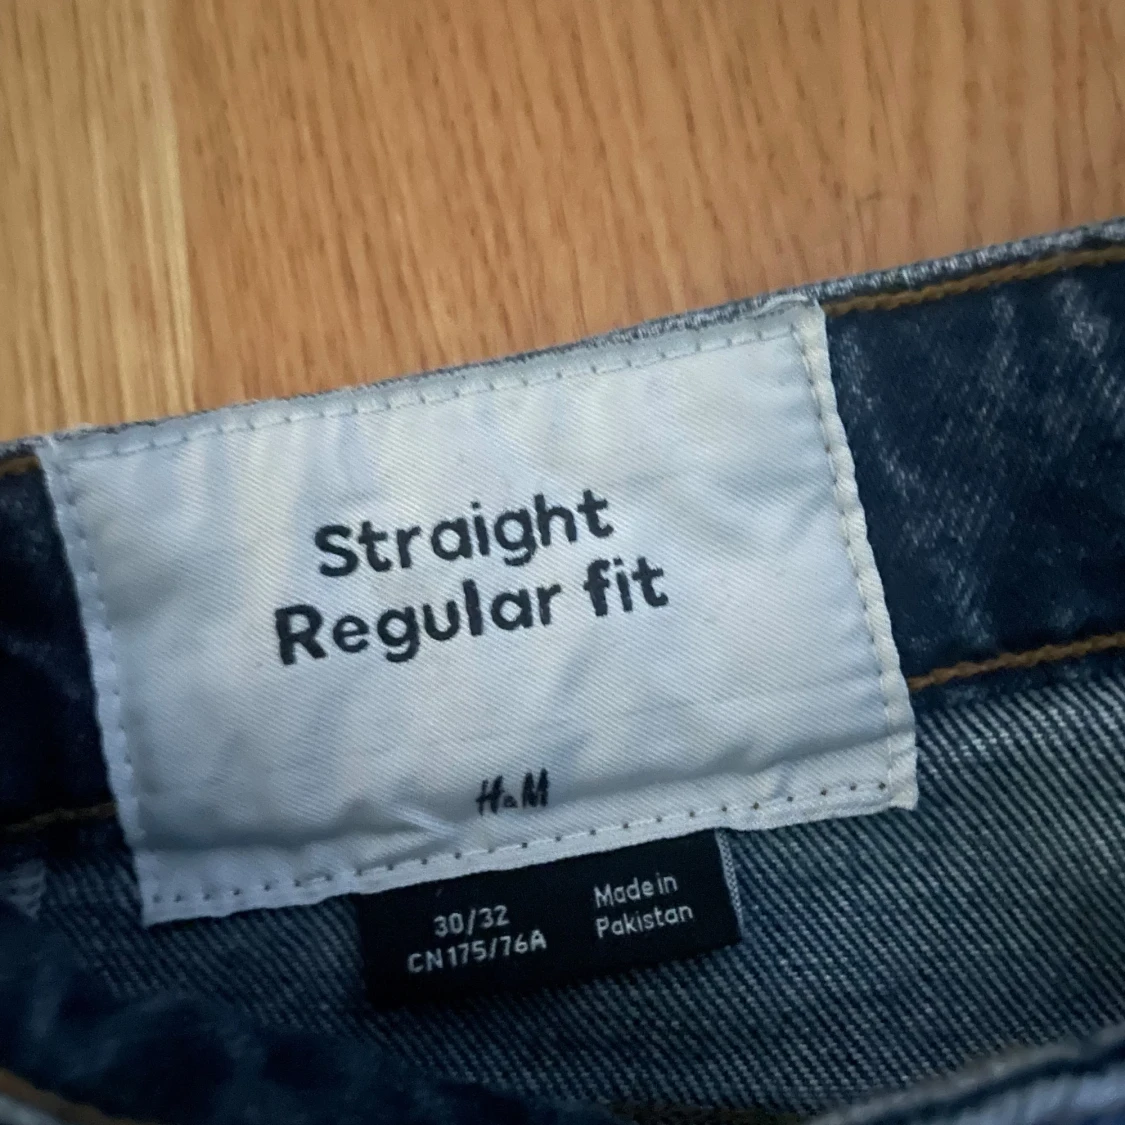 Straight
Regular fit
H&M
30/32
CN175/76A
Made in
Pakistan